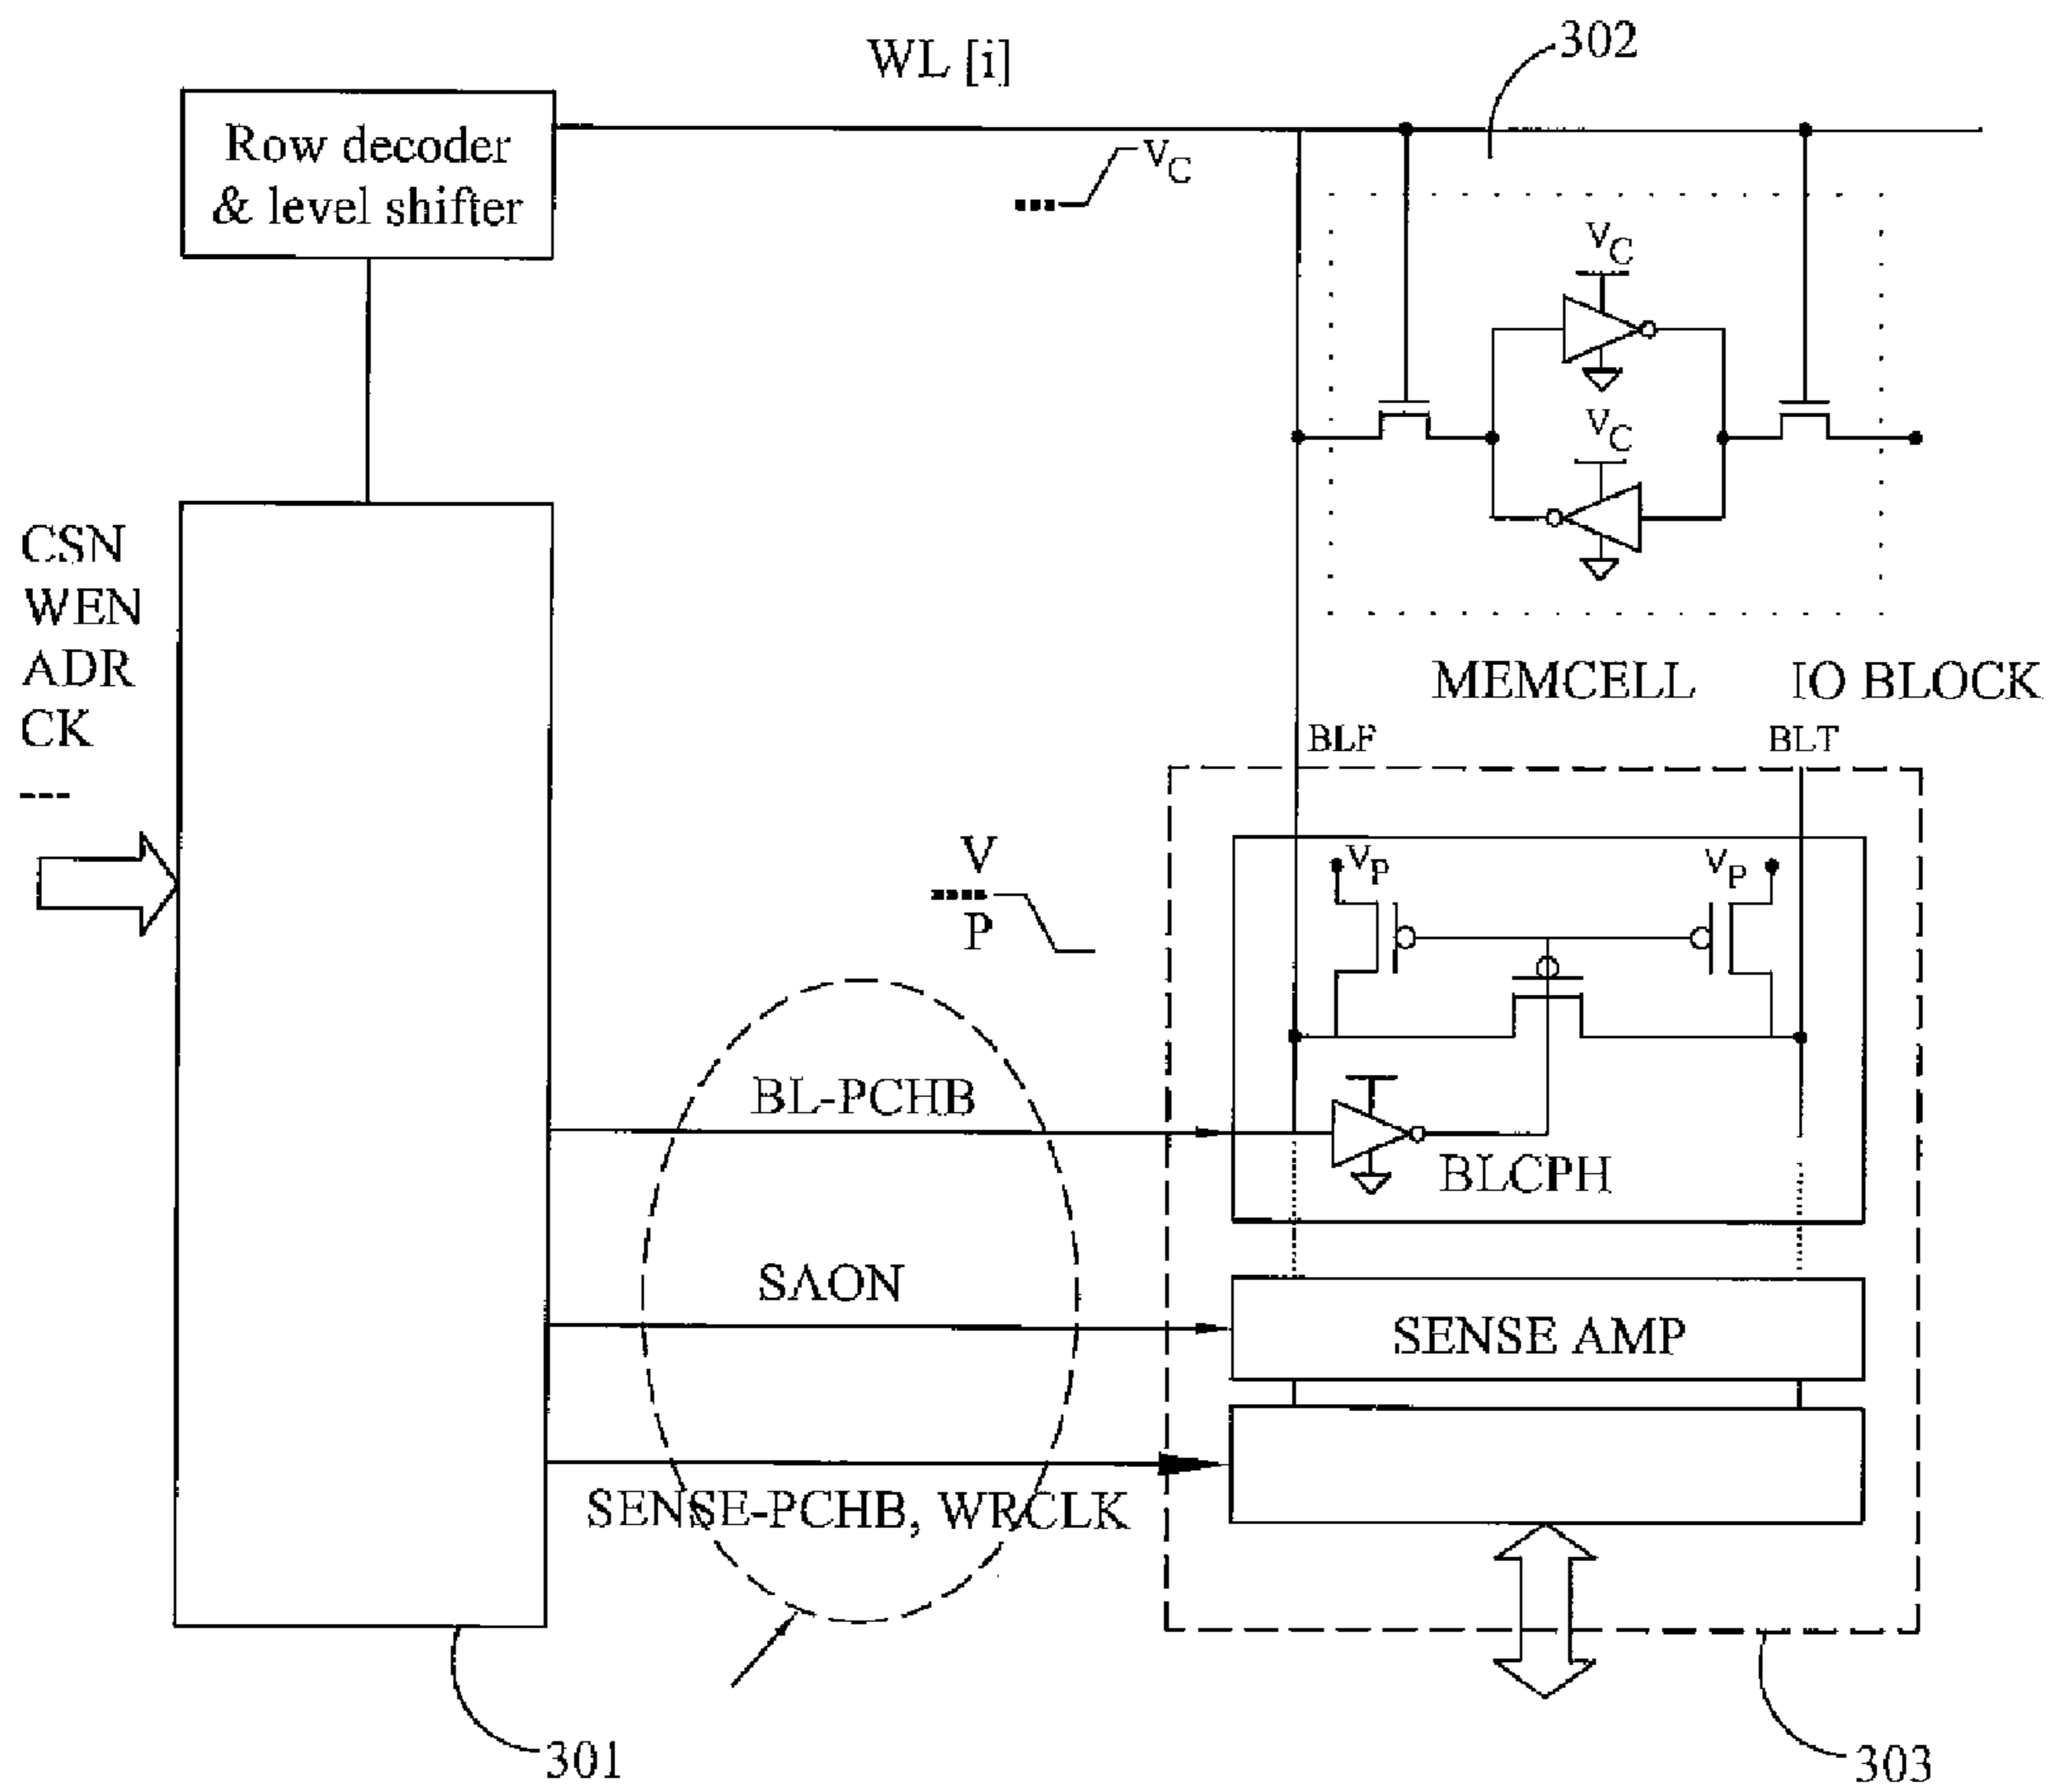 302
WL [i]
Row decoder
& level shifter
VC
VC
VC
CSN
WEN
ADR
CK
---
MEMCELL
IO BLOCK
BLF
BLT
V
P
VP
VP
BL-PCHB
BLCPH
SAON
SENSE AMP
SENSE-PCHB, WRCLK
301
303